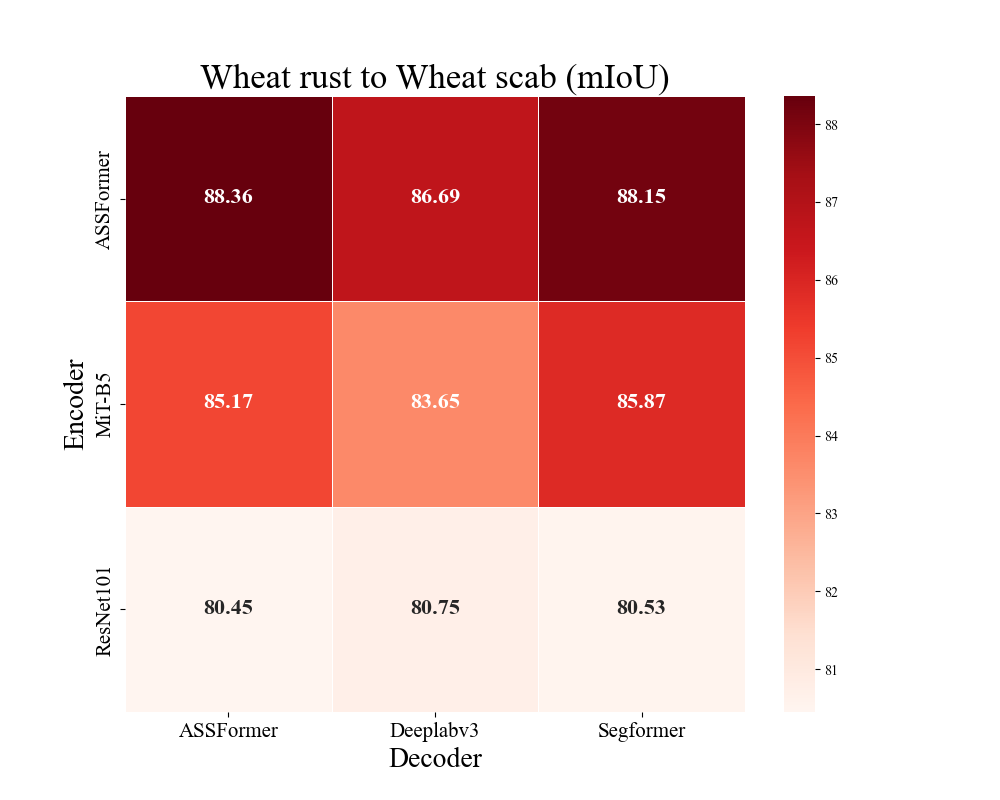 Wheat rust to Wheat scab (mIoU)
Encoder
ASSFormer
88.36 86.69 88.15
MiT-B5
85.17 83.65 85.87
ResNet101
80.45 80.75 80.53
ASSFormer Deeplabv3 Segformer
Decoder
88
87
86
85
84
83
82
81